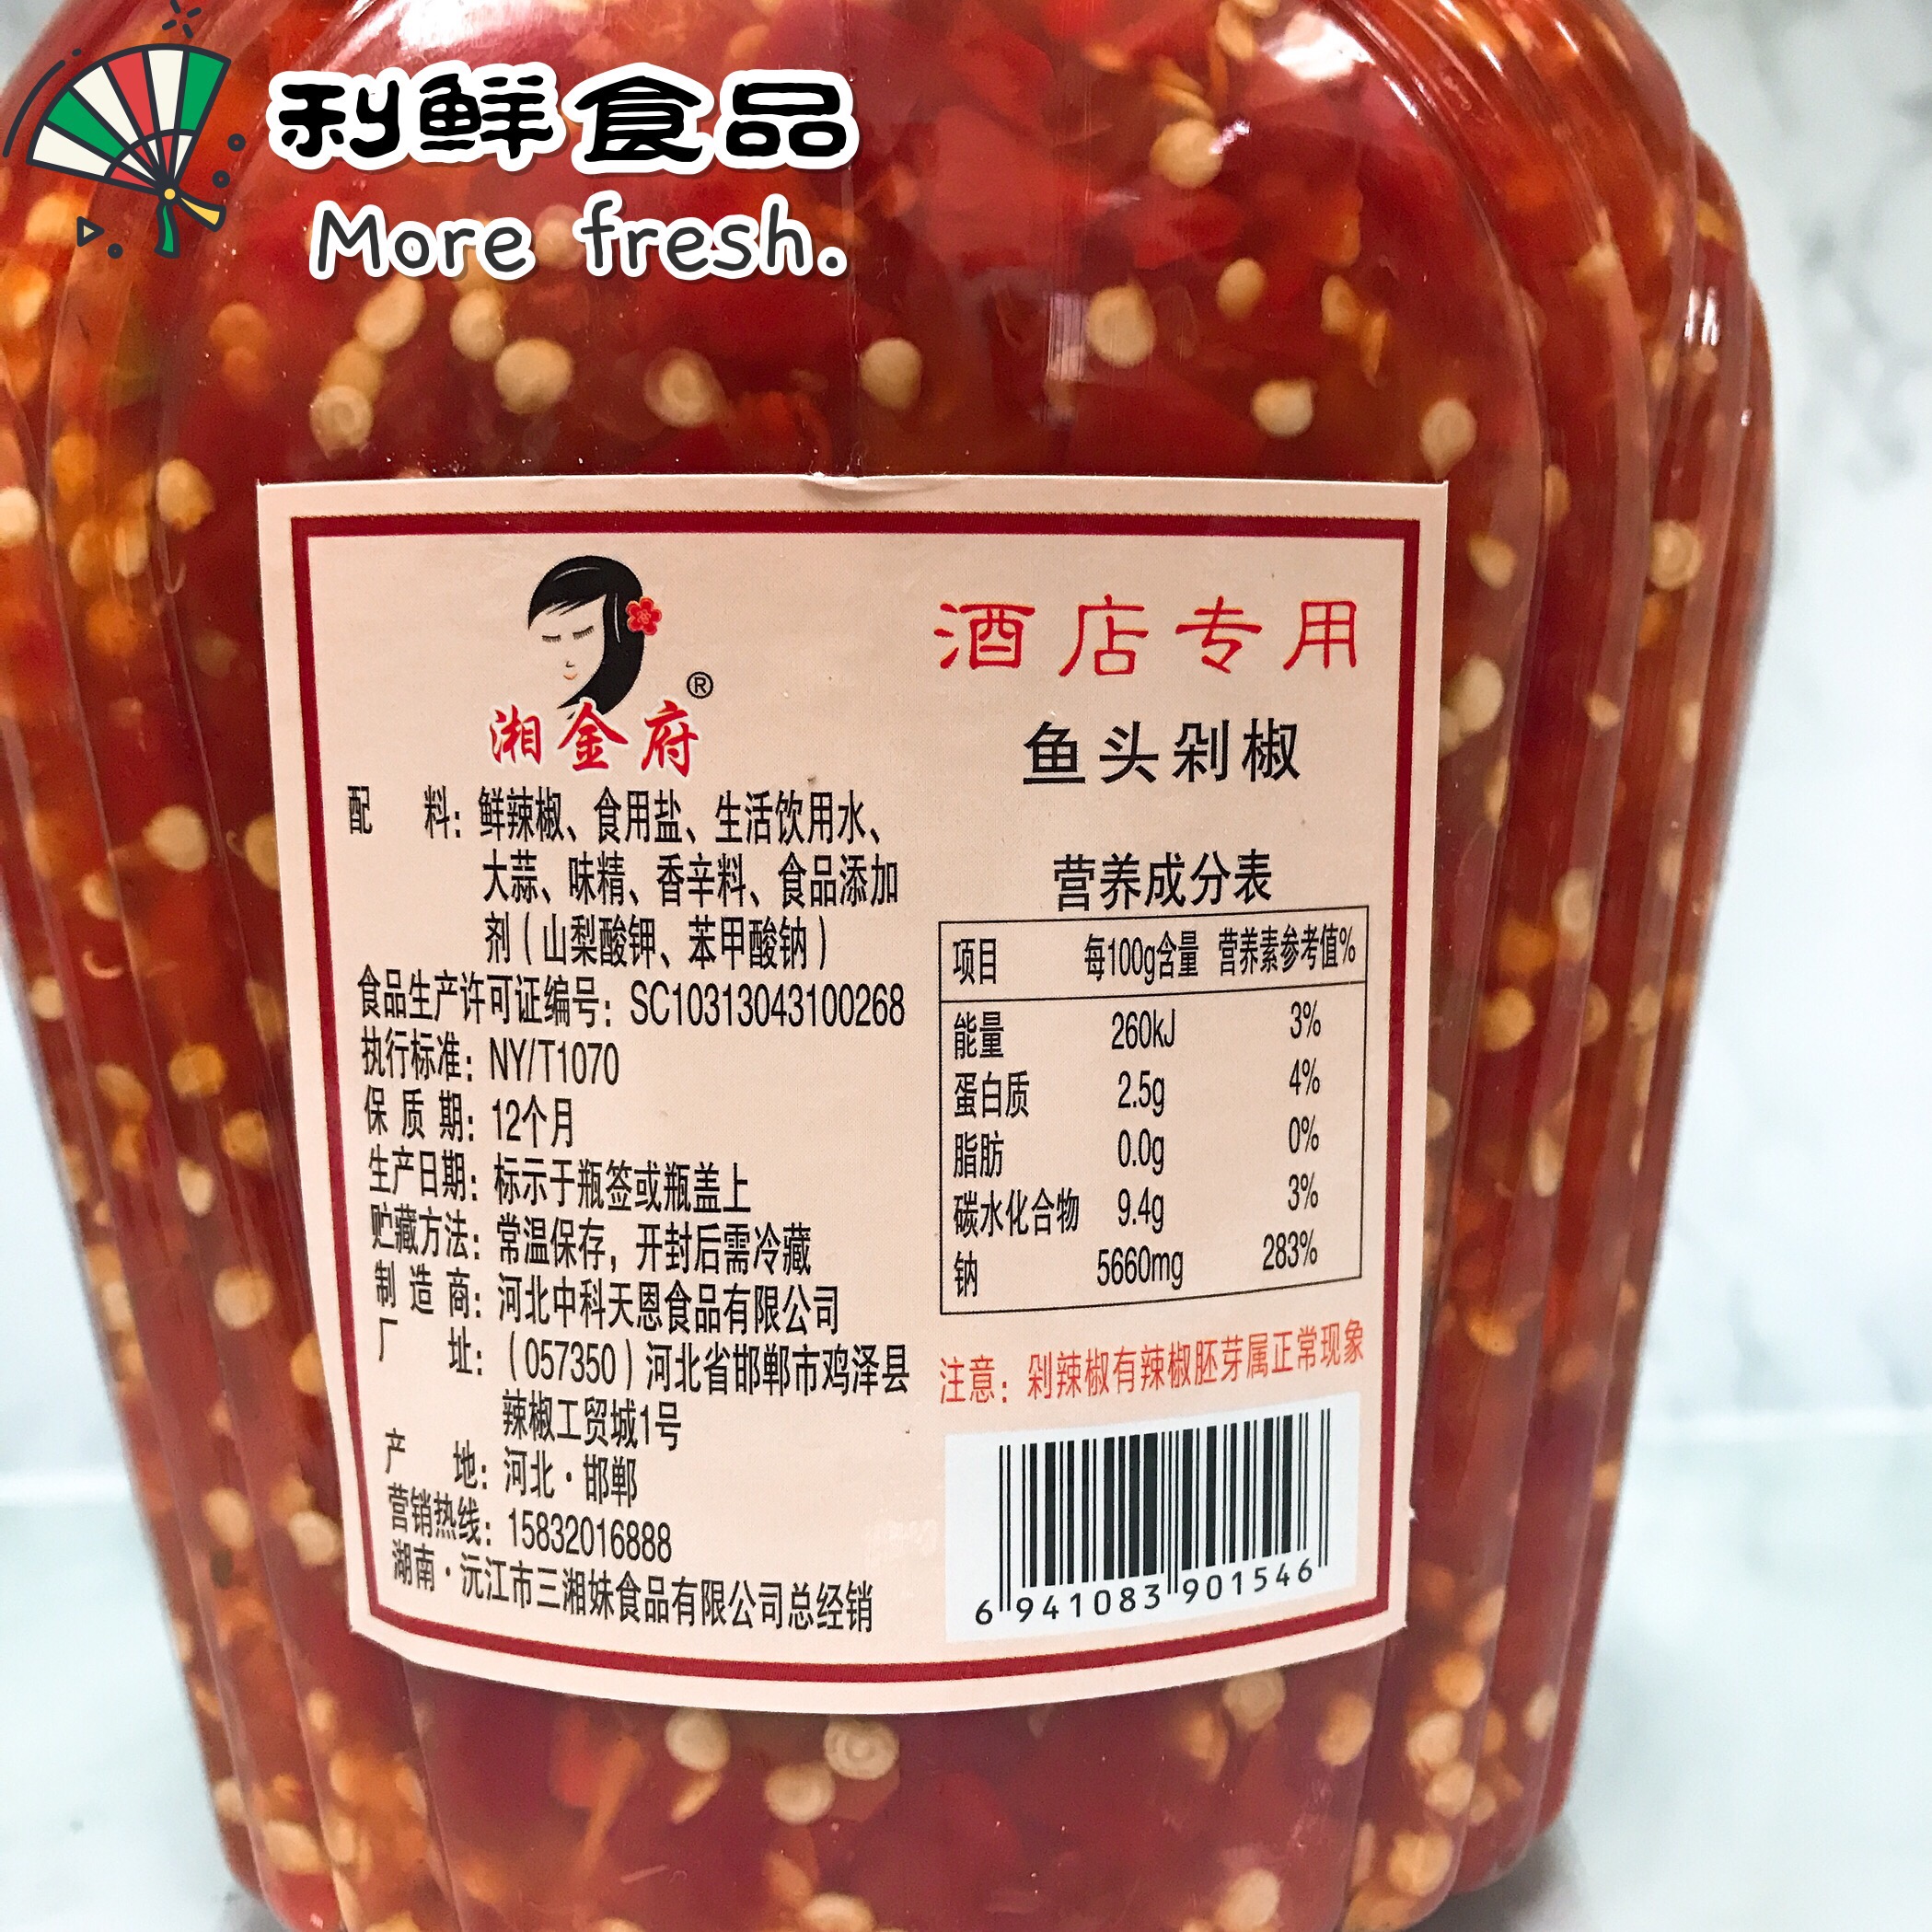 利鲜食品
More fresh.
湘金府®
配 料：鲜辣椒、食用盐、生活饮用水、
大蒜、味精、香辛料、食品添加
剂（山梨酸钾、苯甲酸钠）
食品生产许可证编号：SC10313043100268
执行标准：NY/T1070
保质期：12个月
生产日期：标示于瓶签或瓶盖上
贮藏方法：常温保存，开封后需冷藏
制造商：河北中科天恩食品有限公司
厂 址：（057350）河北省邯郸市鸡泽县
辣椒工贸城1号
产 地：河北·邯郸
营销热线：15832016888
湖南·沅江市三湘妹食品有限公司总经销
酒店专用
鱼头剁椒
营养成分表
项目 每100g含量 营养素参考值%
能量 260kJ 3%
蛋白质 2.5g 4%
脂肪 0.0g 0%
碳水化合物 9.4g 3%
钠 5660mg 283%
注意：剁辣椒有辣椒胚芽属正常现象
6 941083 901546